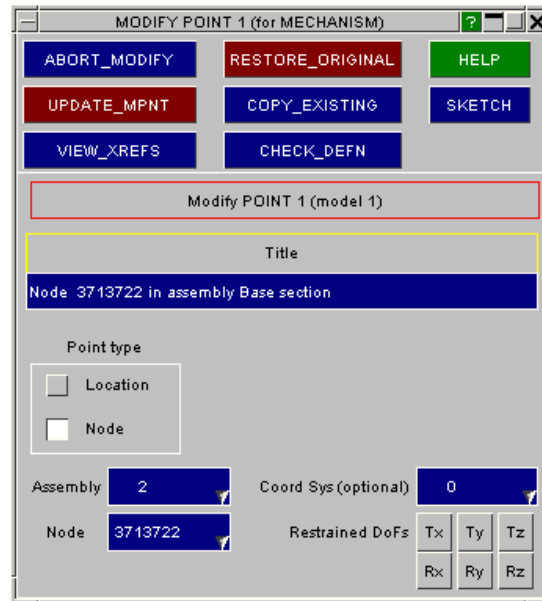 MODIFY POINT 1 (for MECHANISM) ? X
ABORT_MODIFY RESTORE_ORIGINAL HELP
UPDATE_MPNT COPY_EXISTING SKETCH
VIEW_XREFS CHECK_DEFN
Modify POINT 1 (model 1)
Title
Node 3713722 in assembly Base section
Point type
Location
Node
Assembly 2 Coord Sys (optional) 0
Node 3713722 Restrained DoFs Tx Ty Tz
Rx Ry Rz